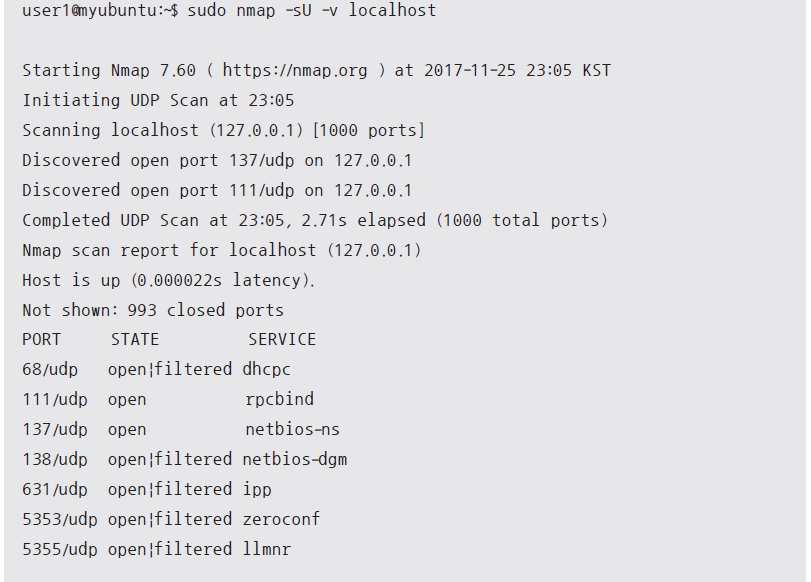 user1@myubuntu:~$ sudo nmap -sU -v localhost
Starting Nmap 7.60 ( https://nmap.org ) at 2017-11-25 23:05 KST
Initiating UDP Scan at 23:05
Scanning localhost (127.0.0.1) [1000 ports]
Discovered open port 137/udp on 127.0.0.1
Discovered open port 111/udp on 127.0.0.1
Completed UDP Scan at 23:05, 2.71s elapsed (1000 total ports)
Nmap scan report for localhost (127.0.0.1)
Host is up (0.000022s latency).
Not shown: 993 closed ports
PORT STATE SERVICE
68/udp open|filtered dhcpc
111/udp open rpcbind
137/udp open netbios-ns
138/udp open|filtered netbios-dgm
631/udp open|filtered ipp
5353/udp open|filtered zeroconf
5355/udp open|filtered llmnr